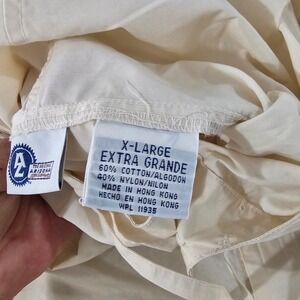 AZ
ARIZONA
X-LARGE
EXTRA GRANDE
60% COTTON/ALGODON
40% NYLON/NILON
MADE IN HONG KONG
HECHO EN HONG KONG
WPL 11935